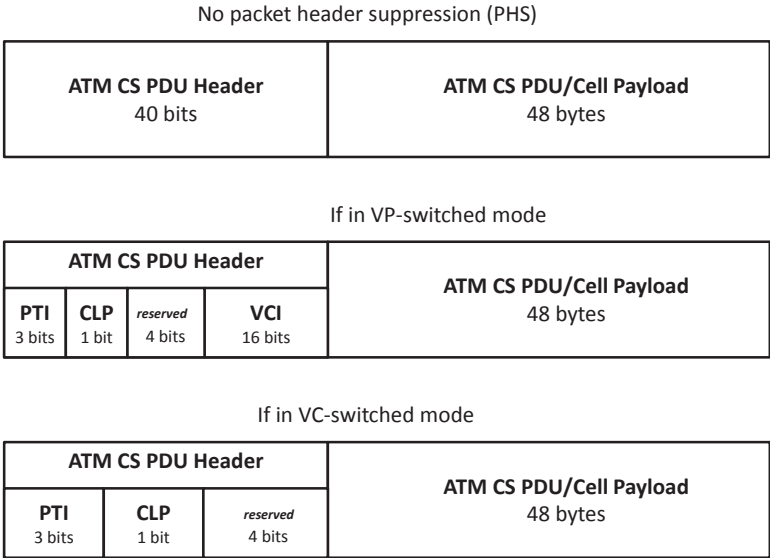 No packet header suppression (PHS)
ATM CS PDU Header
40 bits
ATM CS PDU/Cell Payload
48 bytes
If in VP-switched mode
ATM CS PDU Header
PTI
3 bits
CLP
1 bit
reserved
4 bits
VCI
16 bits
ATM CS PDU/Cell Payload
48 bytes
If in VC-switched mode
ATM CS PDU Header
PTI
3 bits
CLP
1 bit
reserved
4 bits
ATM CS PDU/Cell Payload
48 bytes